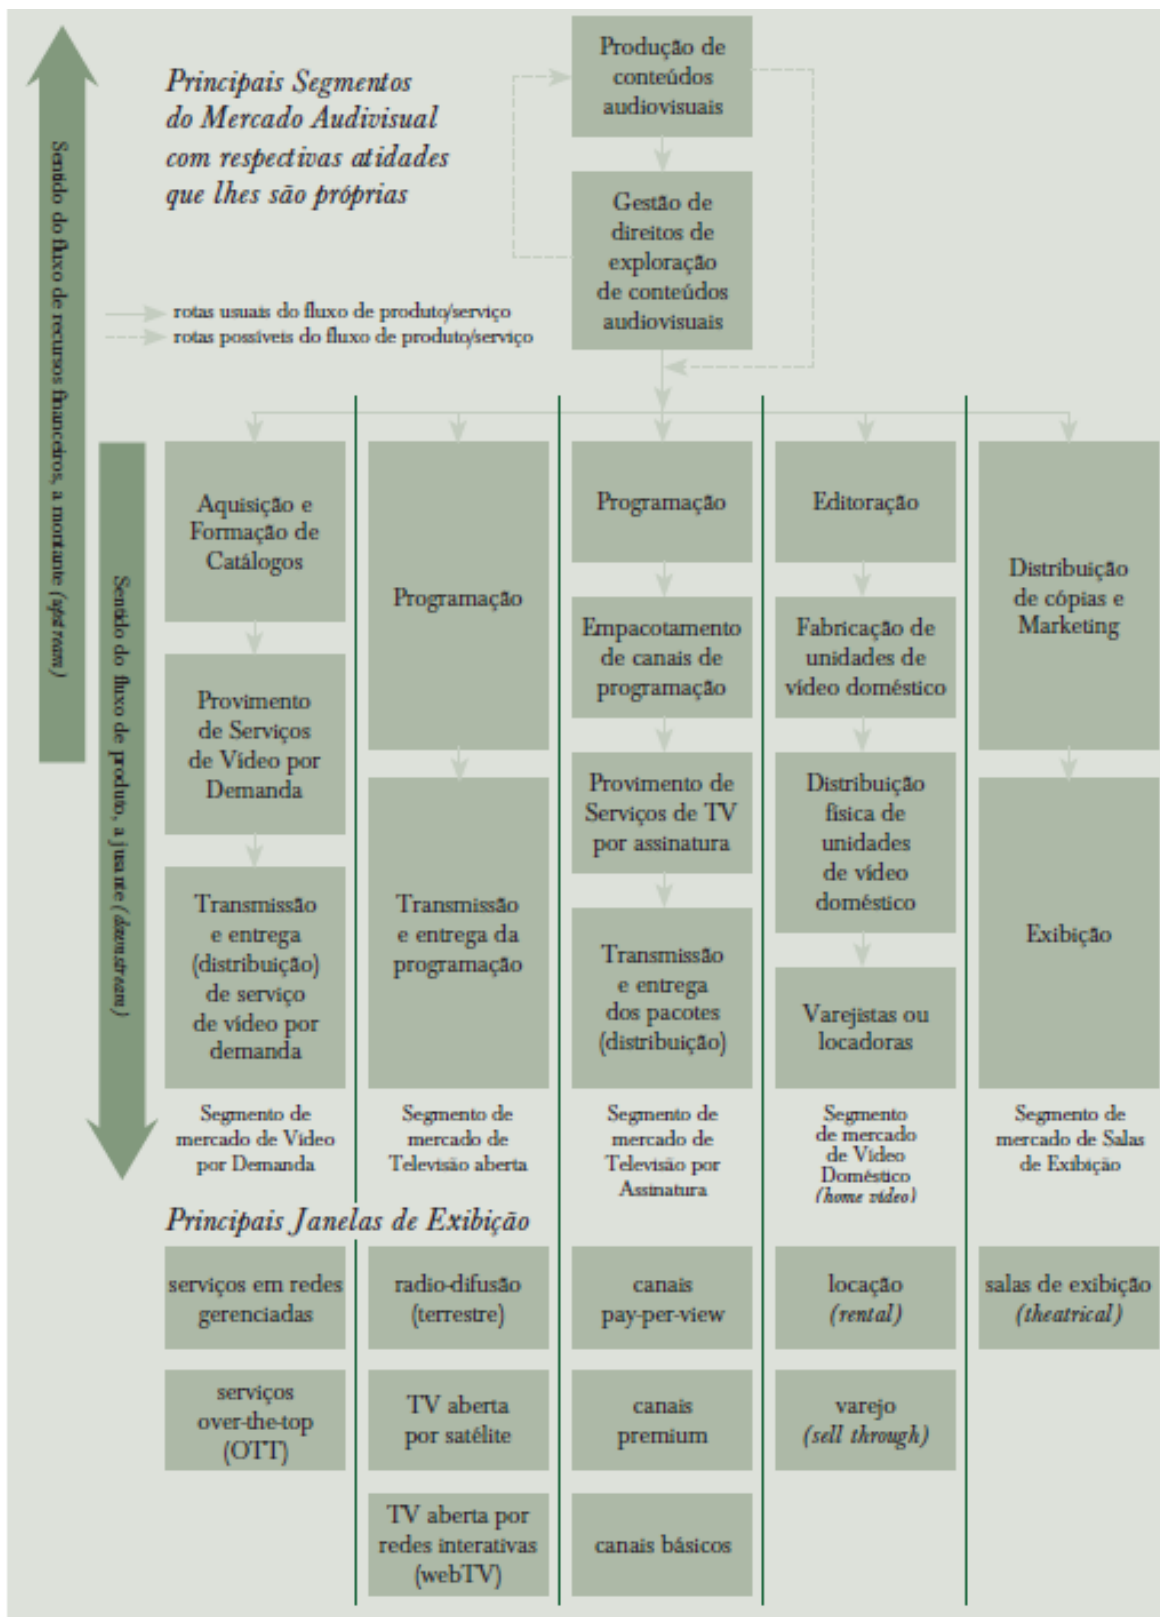 Produção de
conteúdos
audiovisuais
Principais Segmentos
do Mercado Audivisual
com respectivas atidades
que lhes são próprias
Gestão de
direitos de
exploração
de conteúdos
audiovisuais
rotas usuais do fluxo de produto/serviço
rotas possíveis do fluxo de produto/serviço
Sentido do fluxo de recursos financeiros, a montante (upstream)
Sentido do fluxo de produto, a jusante (downstream)
Aquisição e
Formação de
Catálogos
Provimento
de Serviços
de Vídeo por
Demanda
Transmissão
e entrega
(distribuição)
de serviço
de vídeo por
demanda
Segmento de
mercado de Vídeo
por Demanda
Programação
Transmissão
e entrega da
programação
Segmento de
mercado de
Televisão aberta
Programação
Empacotamento
de canais de
programação
Provimento de
Serviços de TV
por assinatura
Transmissão
e entrega
dos pacotes
(distribuição)
Segmento de
mercado de
Televisão por
Assinatura
Editoração
Fabricação de
unidades de
vídeo doméstico
Distribuição
física de
unidades
de vídeo
doméstico
Varejistas ou
locadoras
Segmento
de mercado
de Vídeo
Doméstico
(home vídeo)
Distribuição
de cópias e
Marketing
Exibição
Segmento de
mercado de Salas
de Exibição
Principais Janelas de Exibição
serviços em redes
gerenciadas
serviços
over-the-top
(OTT)
radio-difusão
(terrestre)
TV aberta
por satélite
TV aberta por
redes interativas
(webTV)
canais
pay-per-view
canais
premium
canais básicos
locação
(rental)
varejo
(sell through)
salas de exibição
(theatrical)